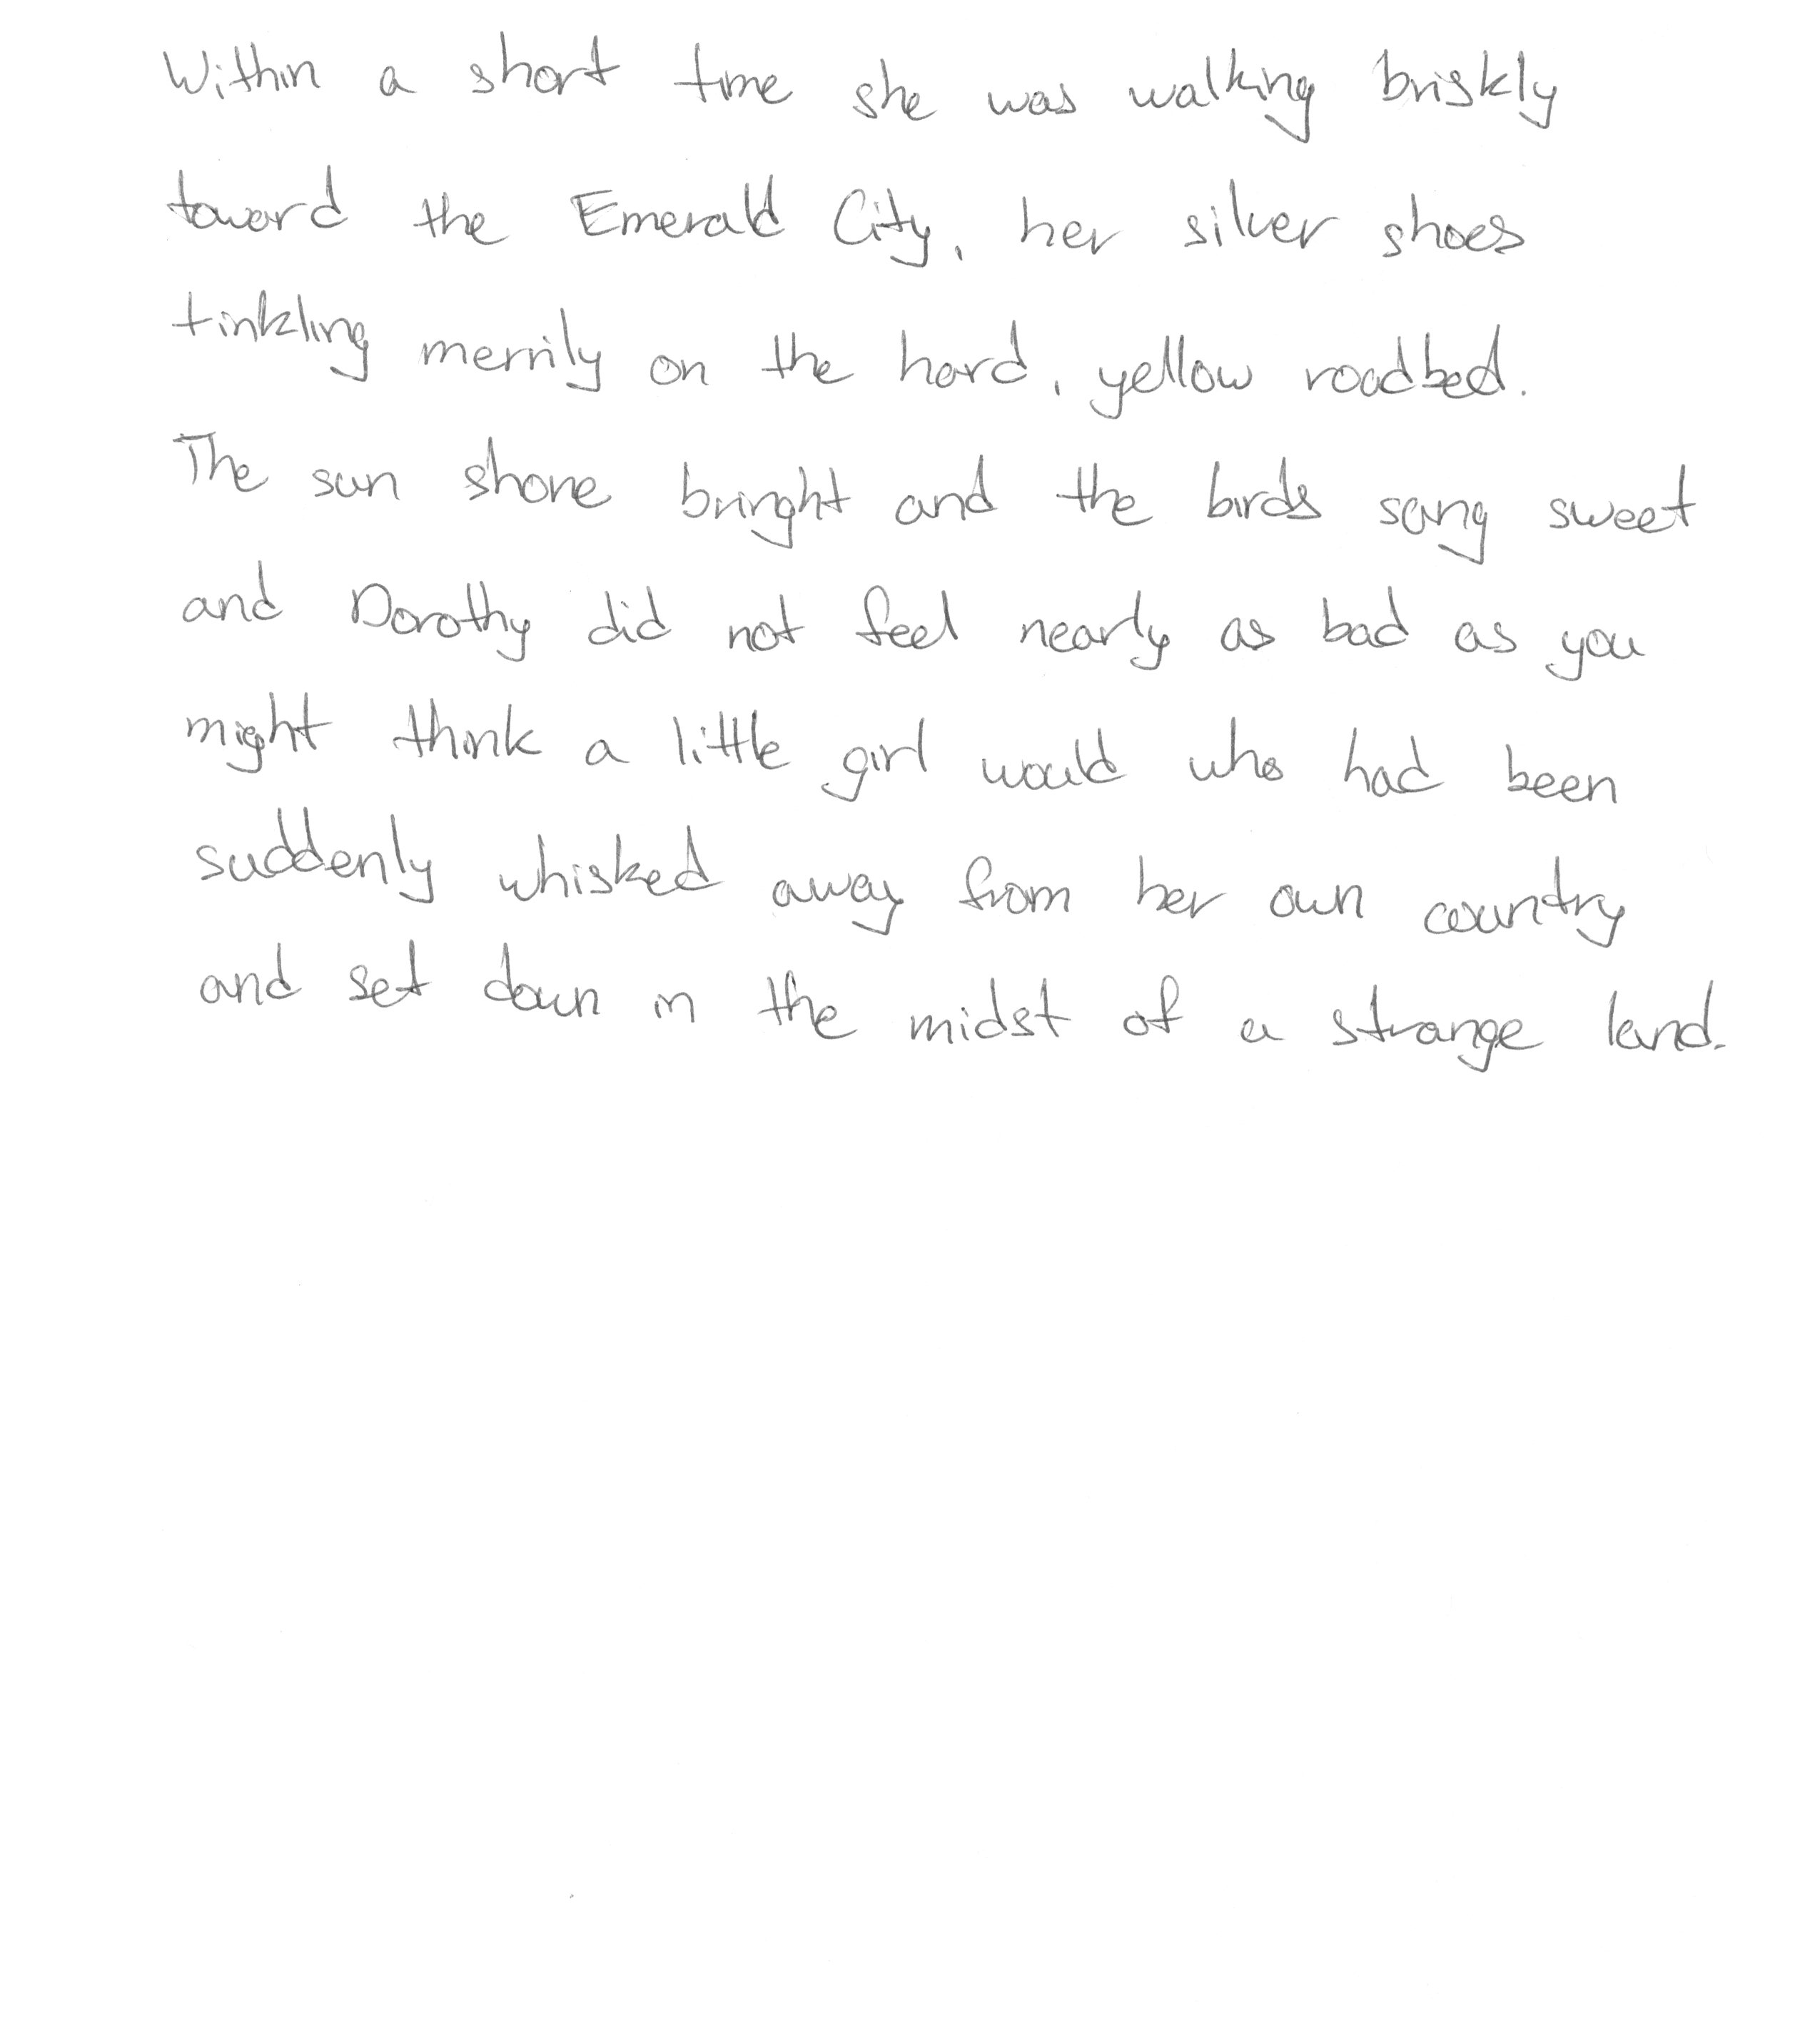 Within a short time she was walking briskly
toward the Emerald City, her silver shoes
tinkling merrily on the hard, yellow roadbed.
The sun shone bright and the birds sang sweet
and Dorothy did not feel nearly as bad as you
might think a little girl would who had been
suddenly whisked away from her own country
and set down in the midst of a strange land.